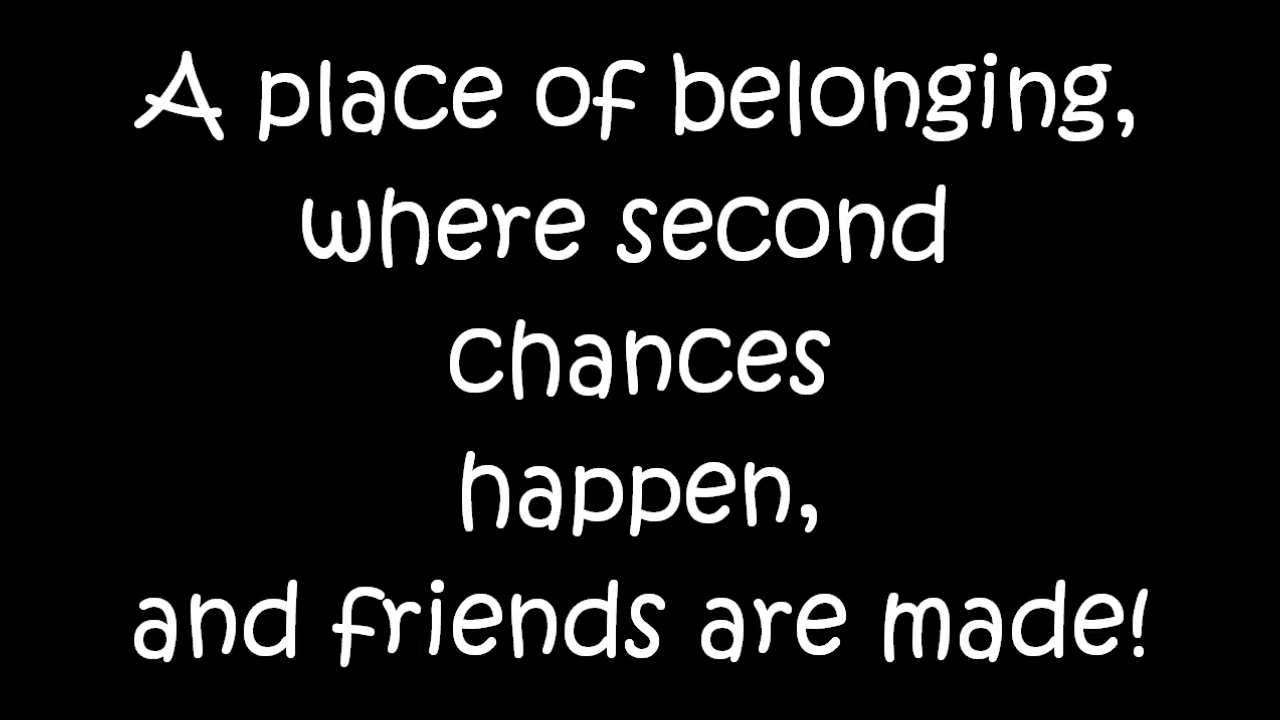 A place of belonging,
where second
chances
happen,
and friends are made!